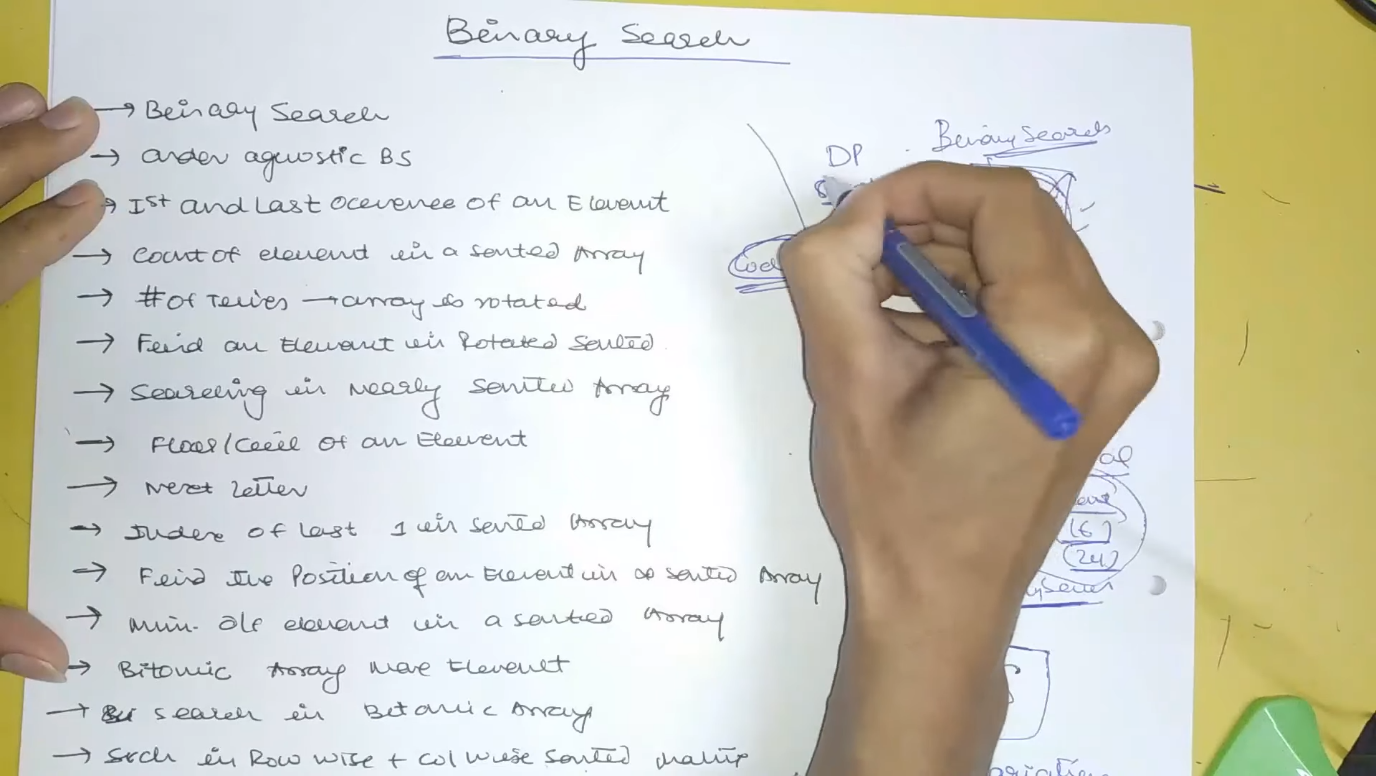 Binary Search
→ Binary Search
→ order agnostic BS
→ Ist and Last Occurence of an Element
→ Count of element in a sorted Array
→ # of Times → array is rotated
→ Find an Element in Rotated Sorted
→ Searching in Nearly Sorted Array
→ Floor/Ceil of an Element
→ Next Letter
→ Index of last 1 in Sorted Array
→ Find the Position of an Element in ∞ sorted Array
→ Min. Dif element in a sorted Array
→ Bitonic Array Max Element
→ Search in Bitonic Array
→ Srch in Row wise + Col wise Sorted matrix
DP
Binary Search
(16)
(24)